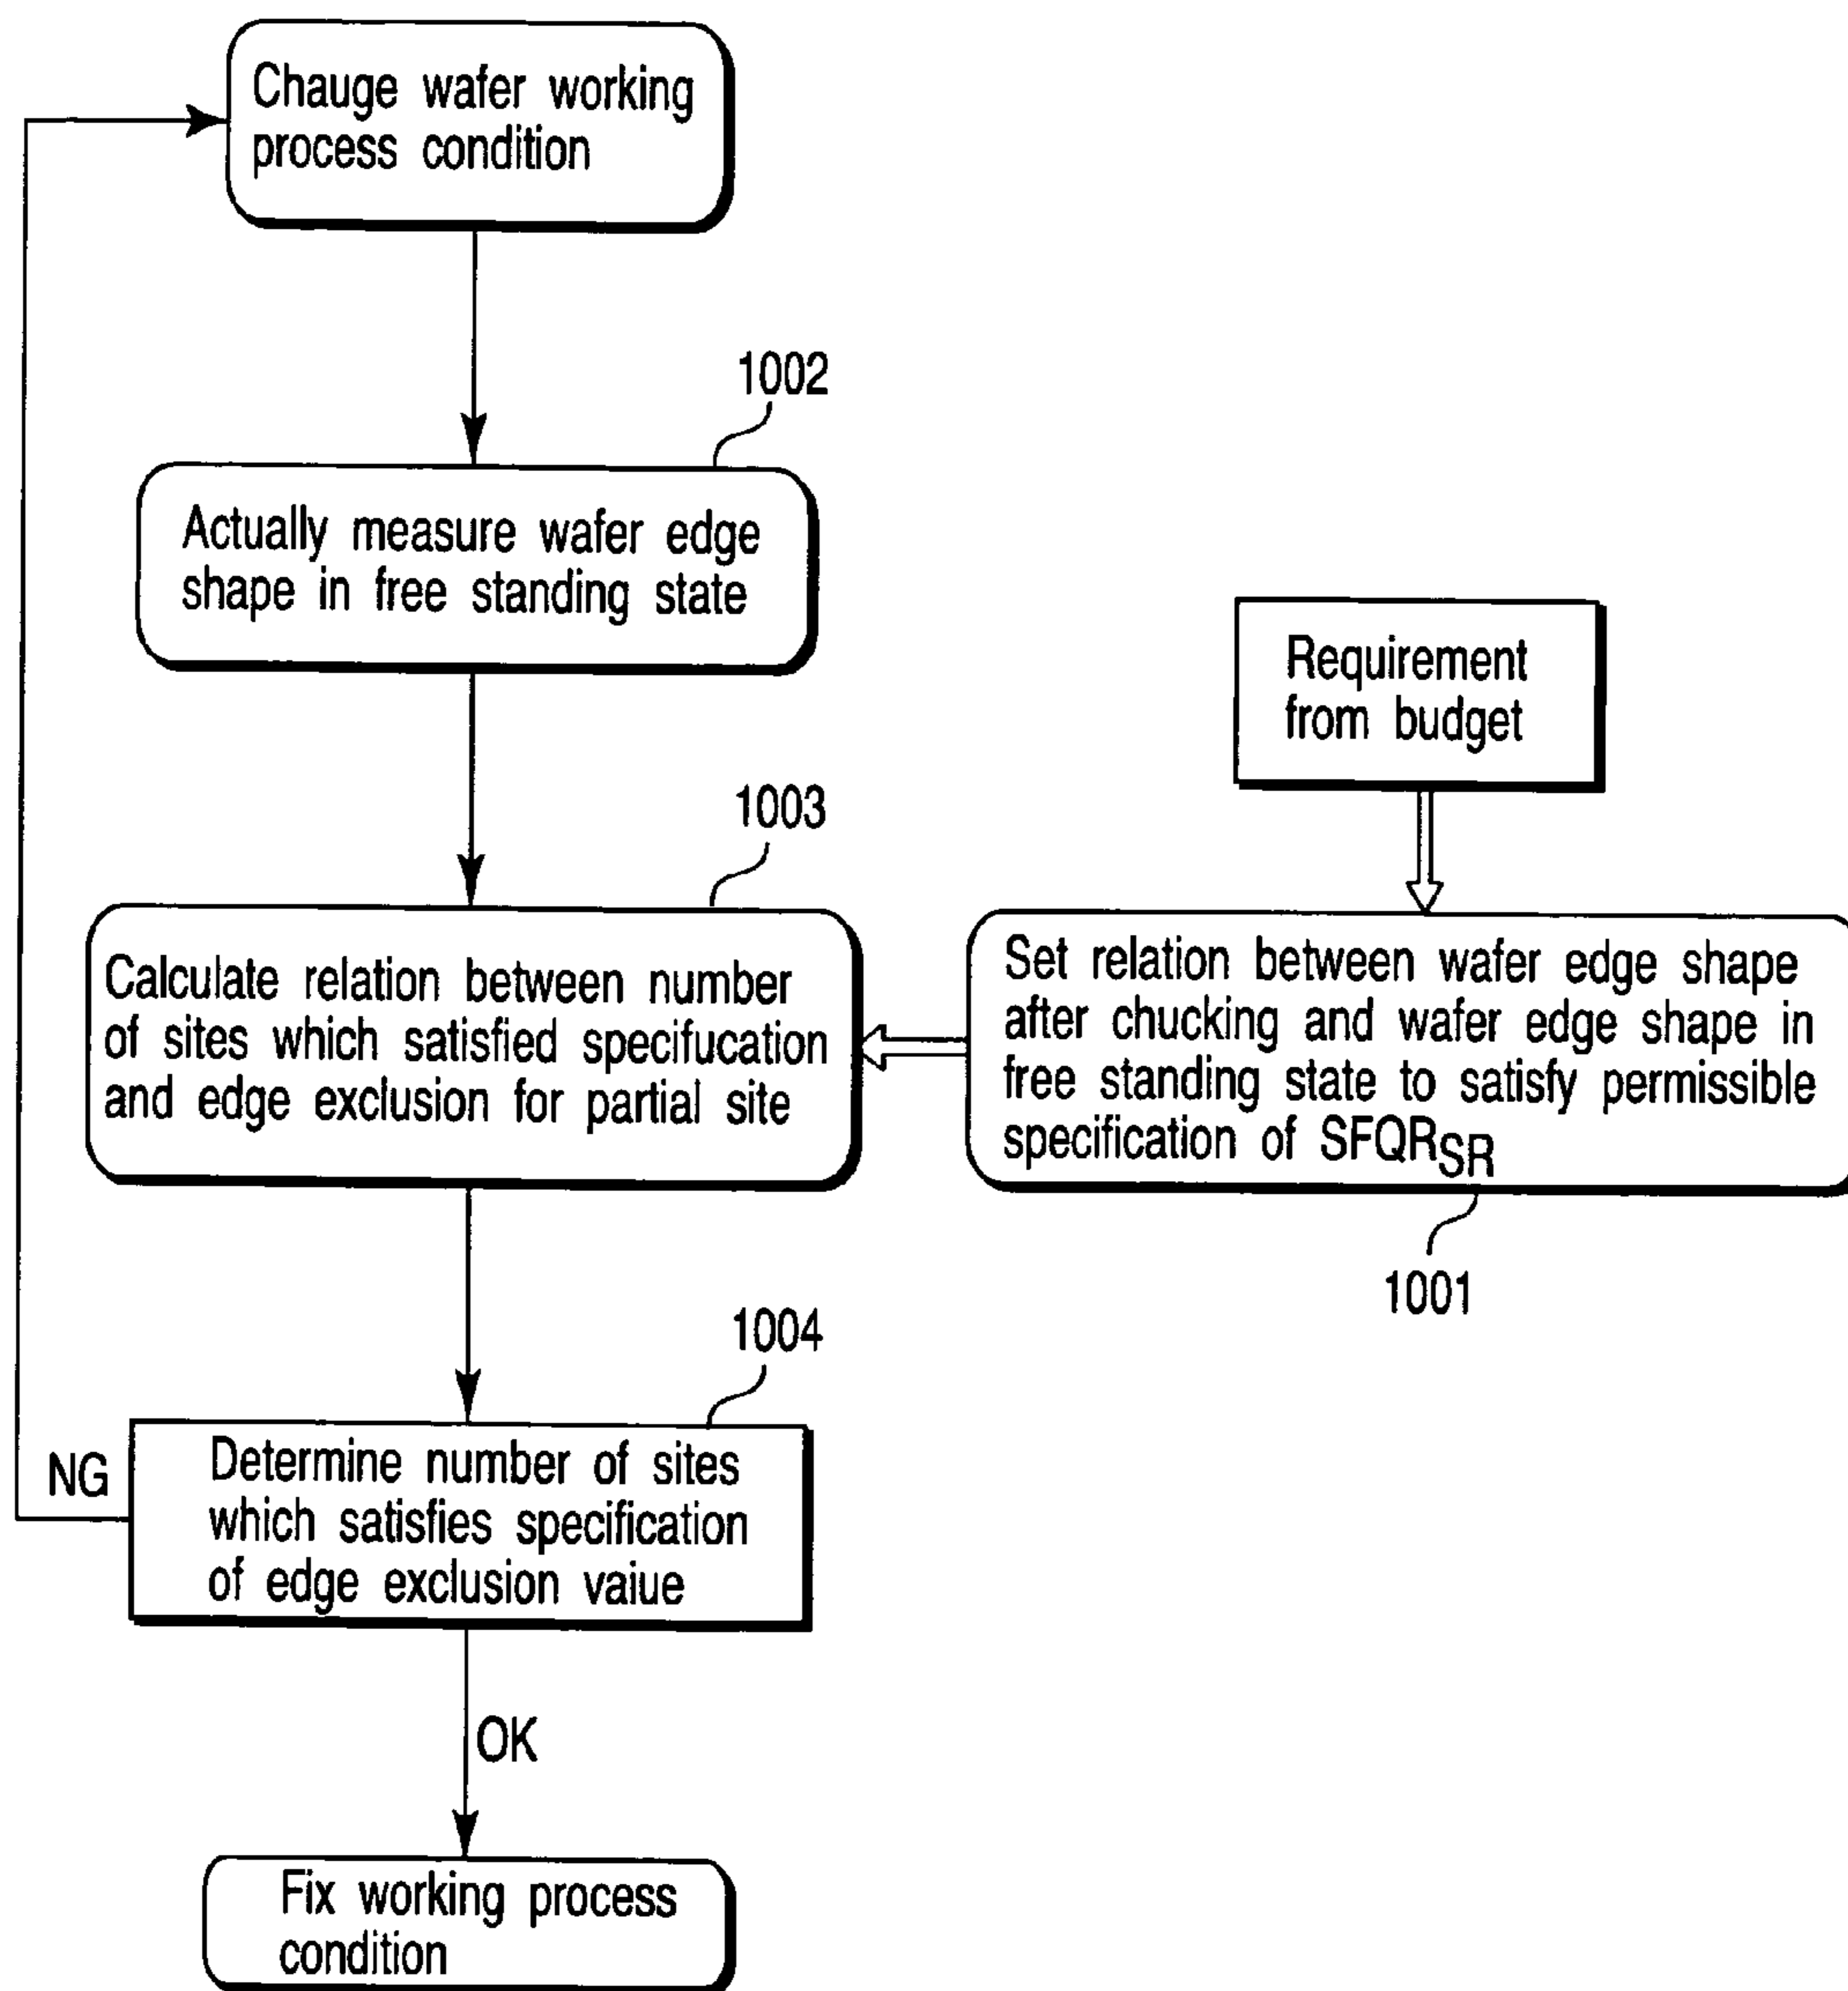 Chauge wafer working
process condition
1002
Actually measure wafer edge
shape in free standing state
Requirement
from budget
1003
Calculate relation between number
of sites which satisfied specifucation
and edge exclusion for partial site
Set relation between wafer edge shape
after chucking and wafer edge shape in
free standing state to satisfy permissible
specification of SFQRSR
1001
1004
NG
Determine number of sites
which satisfies specification
of edge exclusion vaiue
OK
Fix working process
condition